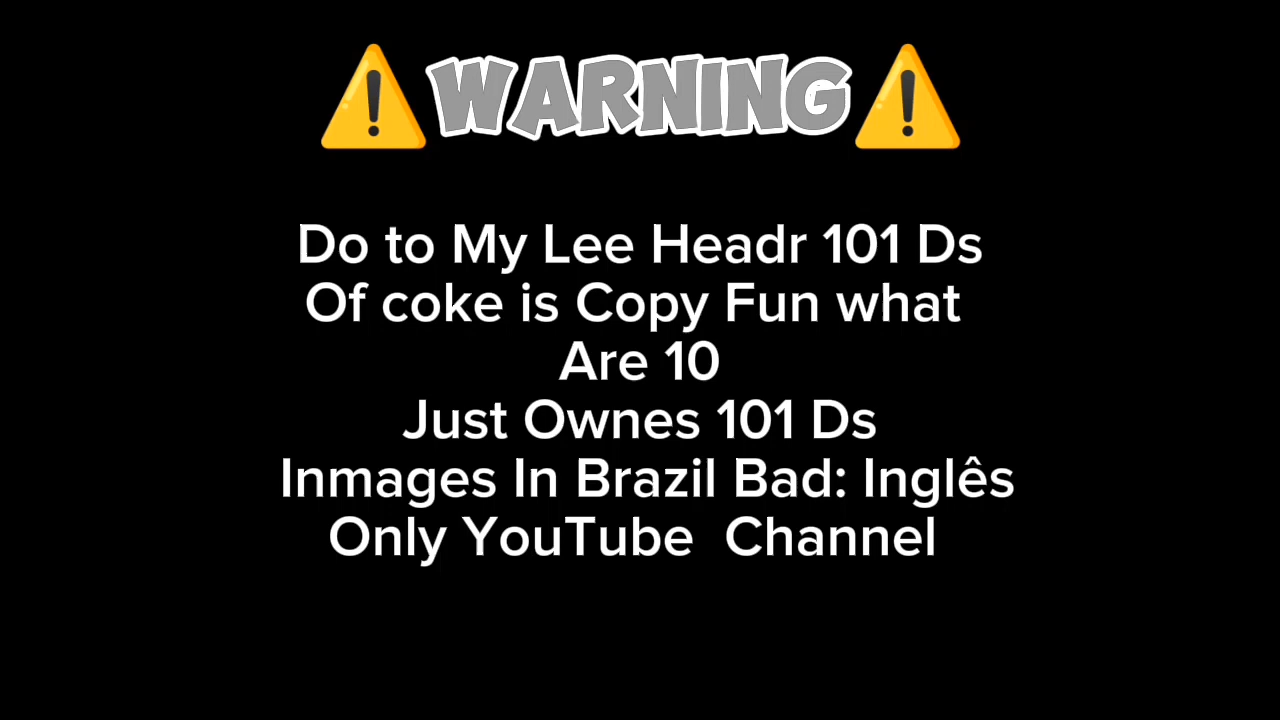 ⚠️WARNING⚠️
Do to My Lee Headr 101 Ds
Of coke is Copy Fun what
Are 10
Just Ownes 101 Ds
Inmages In Brazil Bad: Inglês
Only YouTube  Channel